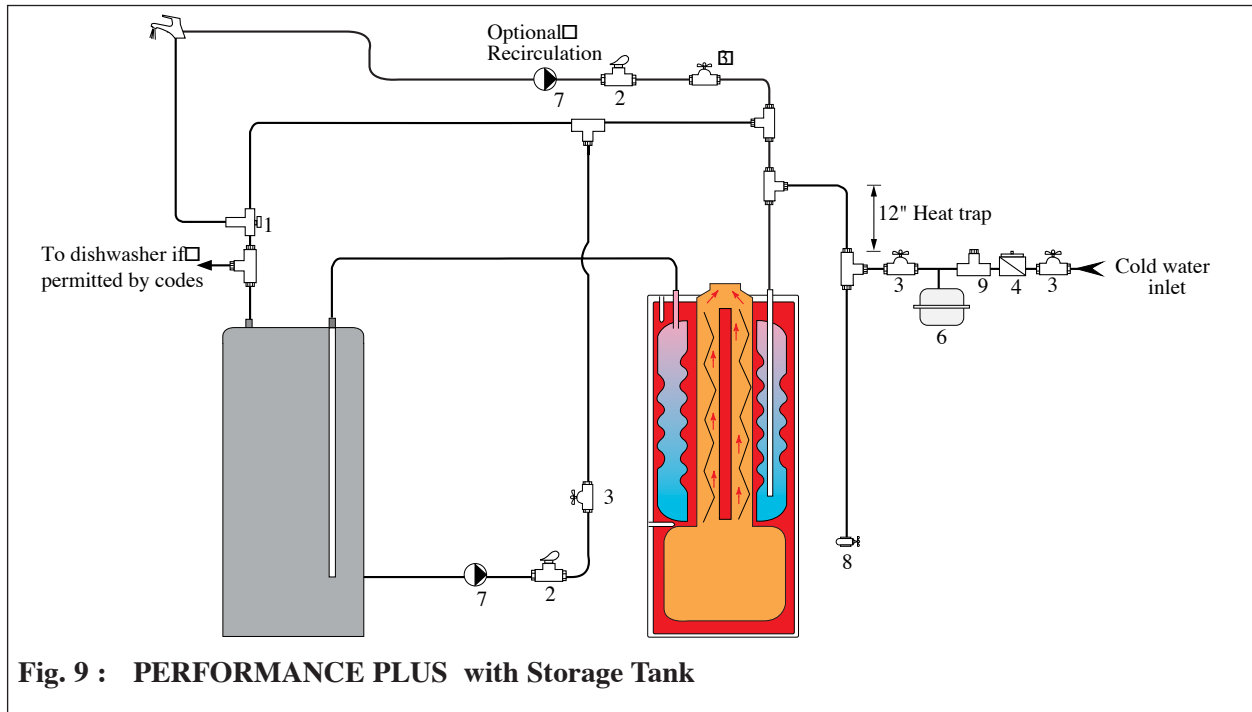 Optional□
Recirculation
3
7
2
1
12" Heat trap
To dishwasher if□
permitted by codes
Cold water
inlet
3
9
4
3
6
3
7
2
8
Fig. 9 : PERFORMANCE PLUS with Storage Tank